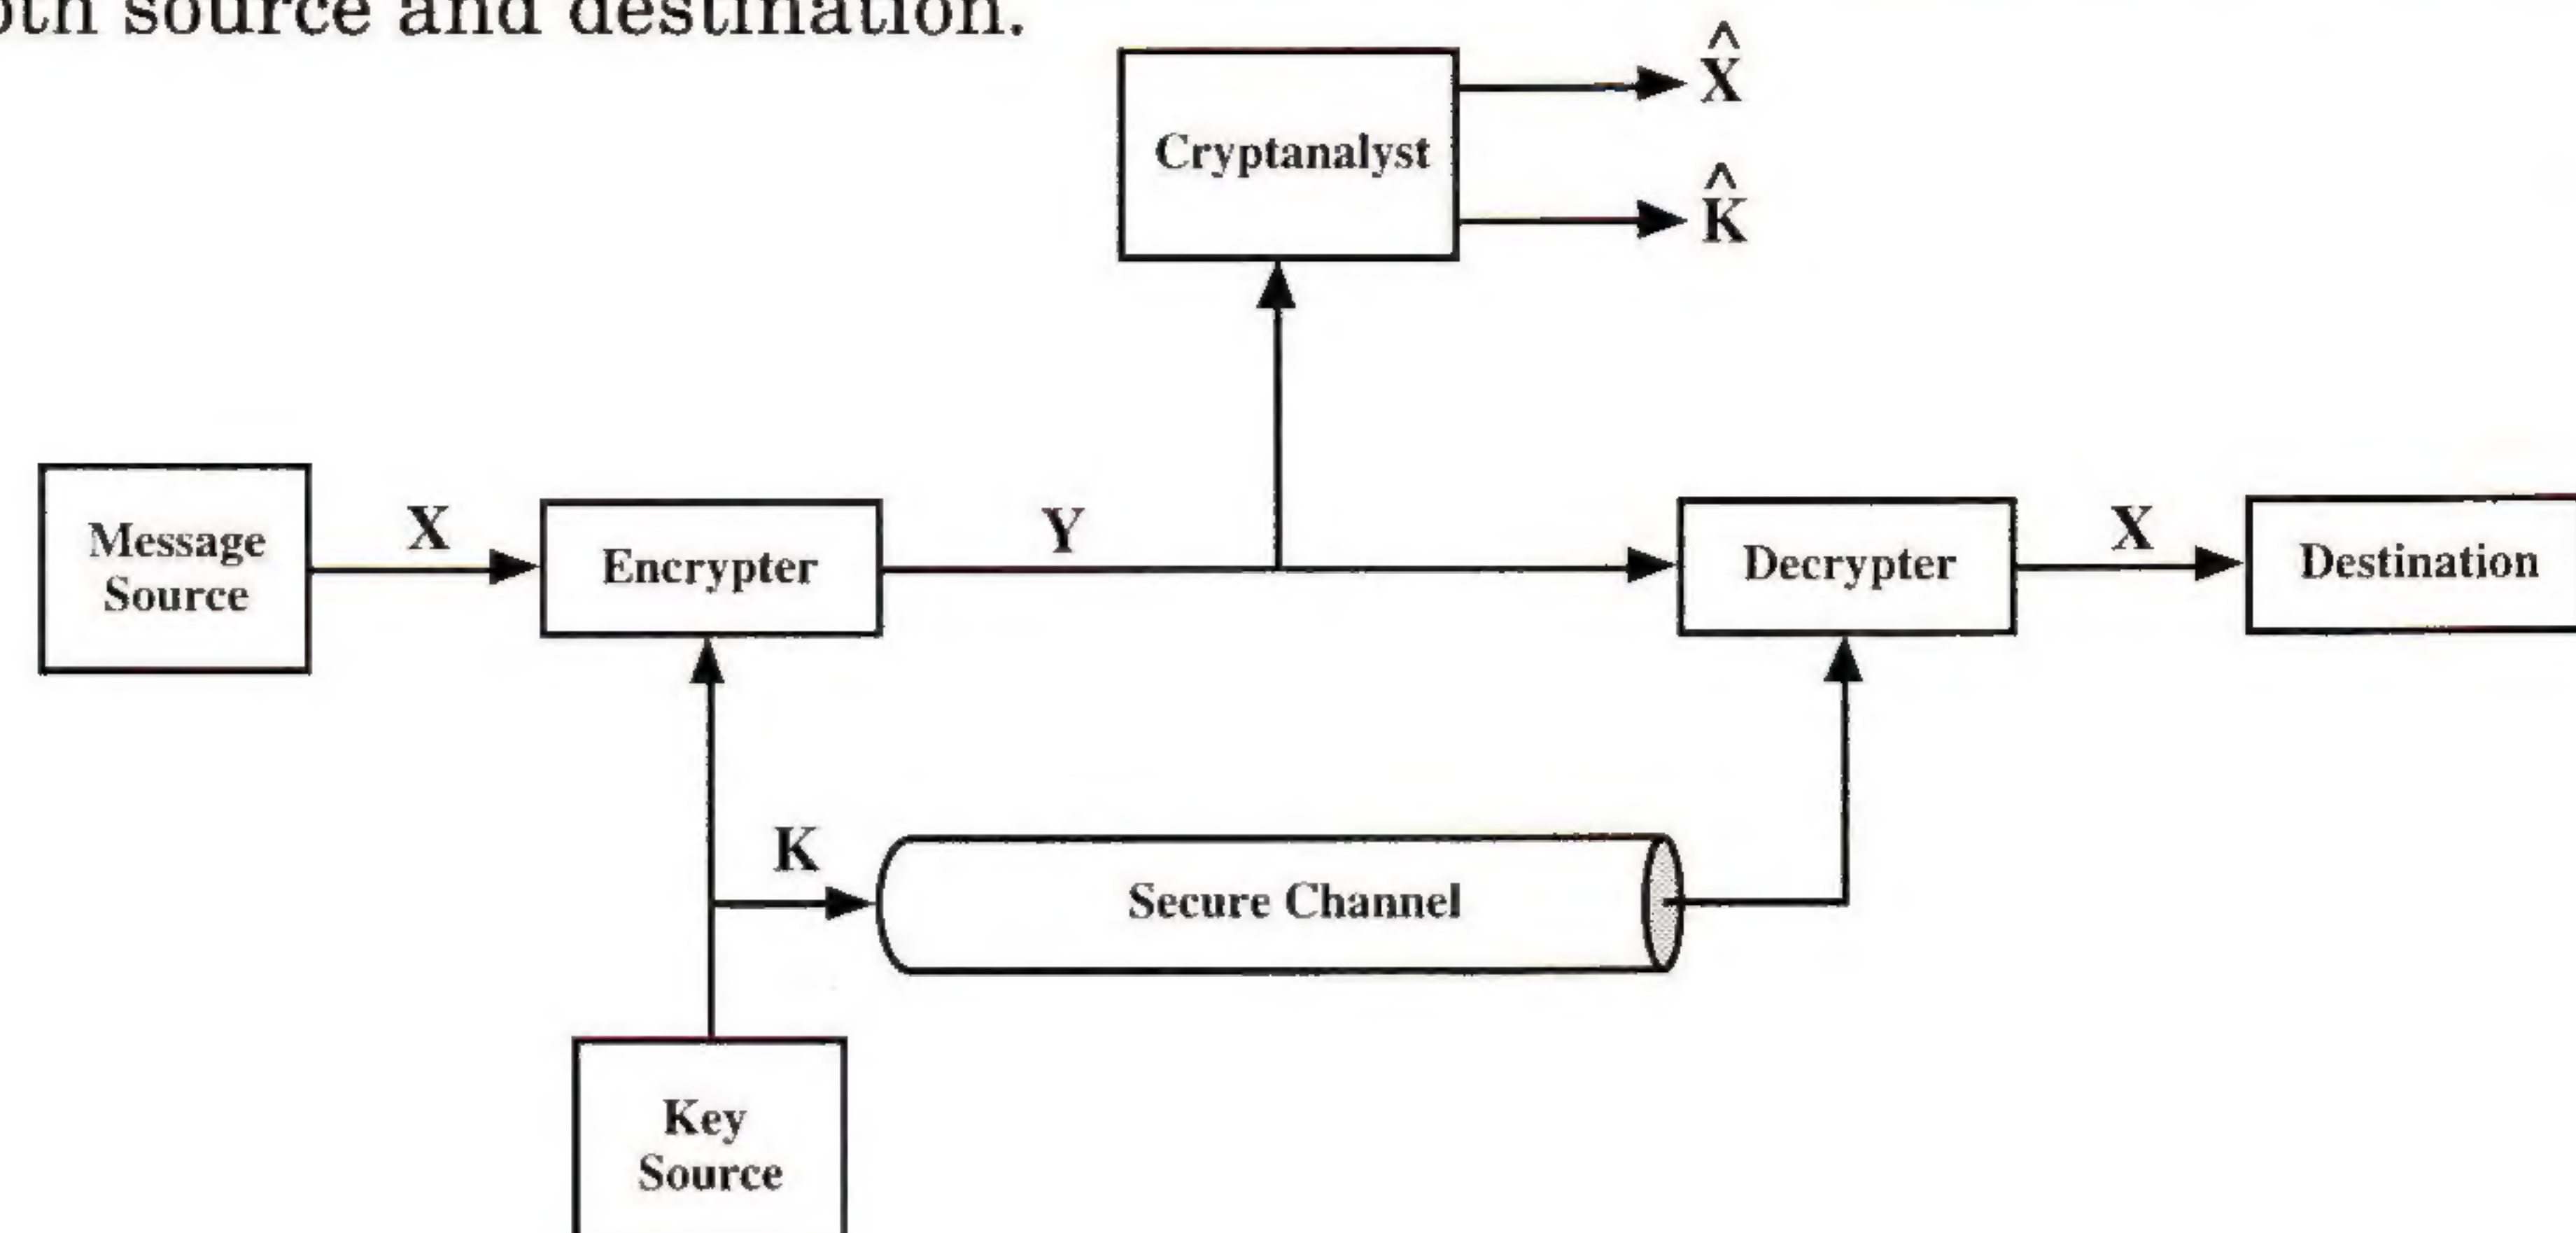 oth source and destination.
X̂
Cryptanalyst
K̂
X
Y
X
Message
Source
Encrypter
Decrypter
Destination
K
Secure Channel
Key
Source